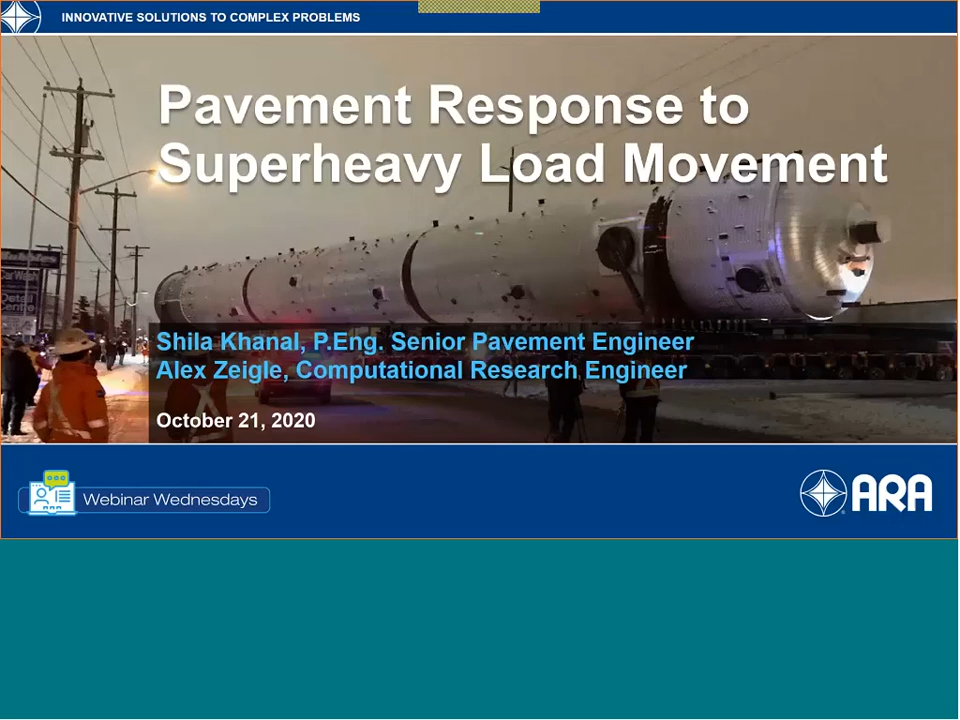 INNOVATIVE SOLUTIONS TO COMPLEX PROBLEMS
Pavement Response to
Superheavy Load Movement
Shila Khanal, P.Eng. Senior Pavement Engineer
Alex Zeigle, Computational Research Engineer
October 21, 2020
Webinar Wednesdays
ARA